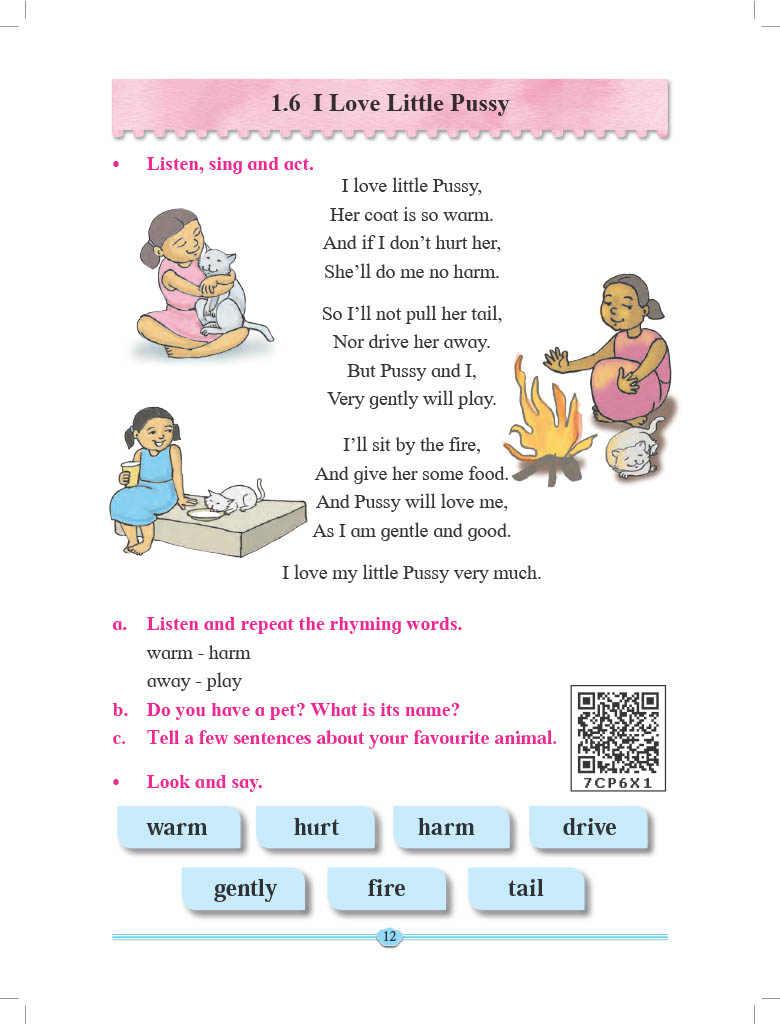 1.6 I Love Little Pussy
• Listen, sing and act.
I love little Pussy,
Her coat is so warm.
And if I don't hurt her,
She'll do me no harm.
So I'll not pull her tail,
Nor drive her away.
But Pussy and I,
Very gently will play.
I'll sit by the fire,
And give her some food.
And Pussy will love me,
As I am gentle and good.
I love my little Pussy very much.
a. Listen and repeat the rhyming words.
warm - harm
away - play
b. Do you have a pet? What is its name?
c. Tell a few sentences about your favourite animal.
7CP6X1
• Look and say.
warm hurt harm drive
gently fire tail
12